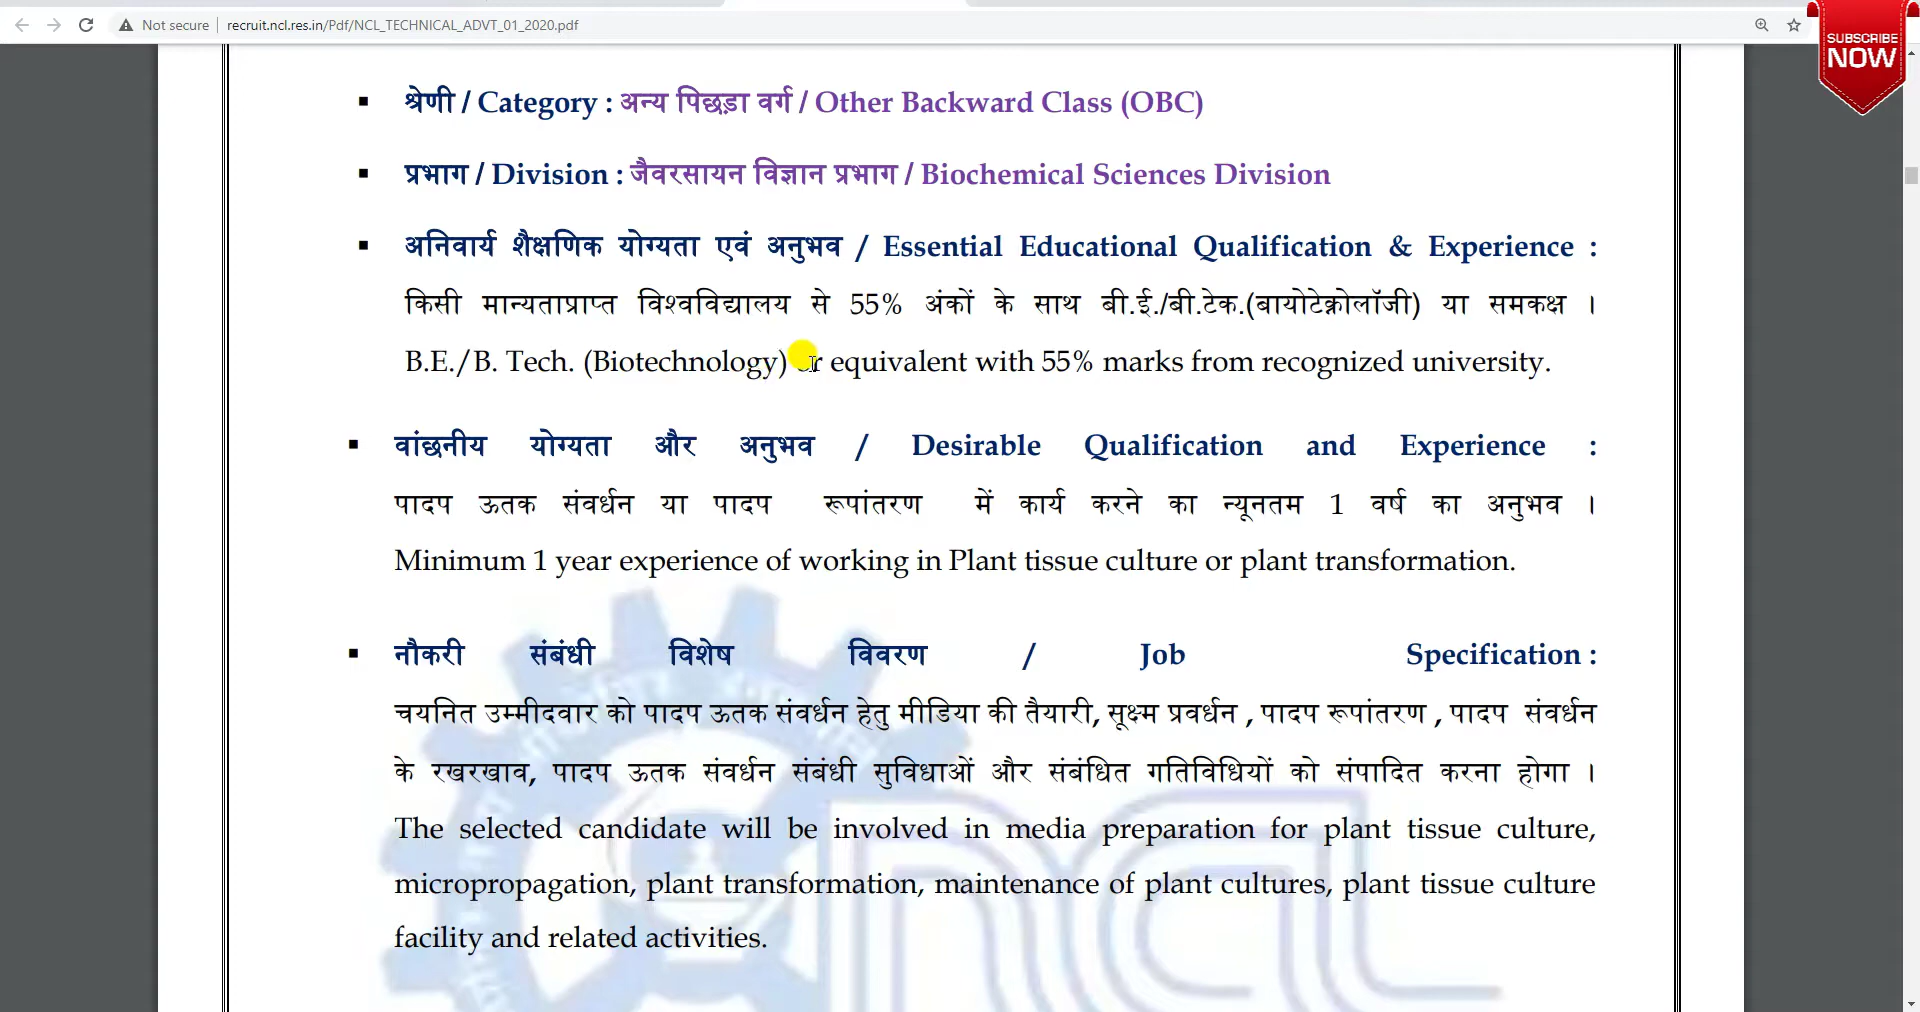 Not secure
recruit.ncl.res.in/Pdf/NCL_TECHNICAL_ADVT_01_2020.pdf
SUBSCRIBE
NOW
▪ श्रेणी / Category : अन्य पिछड़ा वर्ग / Other Backward Class (OBC)
▪ प्रभाग / Division : जैवरसायन विज्ञान प्रभाग / Biochemical Sciences Division
▪ अनिवार्य शैक्षणिक योग्यता एवं अनुभव / Essential Educational Qualification & Experience :
किसी मान्यताप्राप्त विश्वविद्यालय से 55% अंकों के साथ बी.ई./बी.टेक.(बायोटेक्नोलॉजी) या समकक्ष ।
B.E./B. Tech. (Biotechnology) or equivalent with 55% marks from recognized university.
▪ वांछनीय योग्यता और अनुभव / Desirable Qualification and Experience :
पादप ऊतक संवर्धन या पादप रूपांतरण में कार्य करने का न्यूनतम 1 वर्ष का अनुभव ।
Minimum 1 year experience of working in Plant tissue culture or plant transformation.
▪ नौकरी संबंधी विशेष विवरण / Job Specification :
चयनित उम्मीदवार को पादप ऊतक संवर्धन हेतु मीडिया की तैयारी, सूक्ष्म प्रवर्धन , पादप रूपांतरण , पादप संवर्धन
के रखरखाव, पादप ऊतक संवर्धन संबंधी सुविधाओं और संबंधित गतिविधियों को संपादित करना होगा ।
The selected candidate will be involved in media preparation for plant tissue culture,
micropropagation, plant transformation, maintenance of plant cultures, plant tissue culture
facility and related activities.
ncl